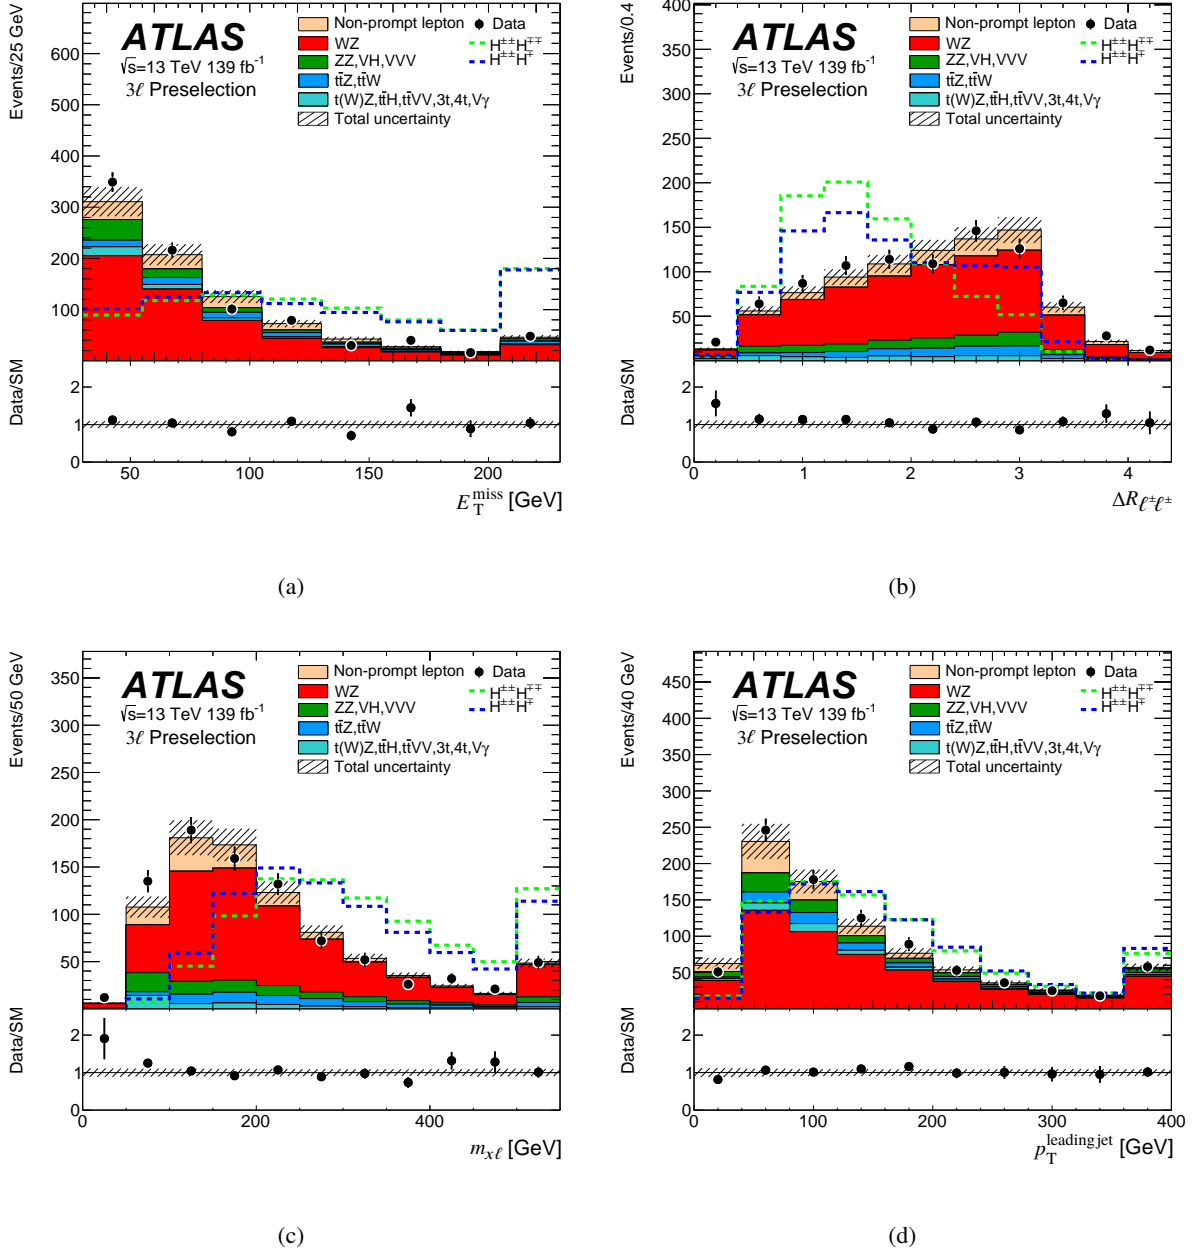 Events/25 GeV
600
500
400
300
200
100
ATLAS
√s=13 TeV 139 fb⁻¹
3ℓ Preselection
Non-prompt lepton
WZ
ZZ,VH,VVV
tt̄Z,tt̄W
t(W)Z,tt̄H,tt̄VV,3t,4t,Vγ
Total uncertainty
Data
H±±H∓∓
H±±H∓
Data/SM
2
1
0
50 100 150 200
E_T^miss [GeV]
(a)
Events/0.4
400
350
300
250
200
150
100
50
ATLAS
√s=13 TeV 139 fb⁻¹
3ℓ Preselection
Non-prompt lepton
WZ
ZZ,VH,VVV
tt̄Z,tt̄W
t(W)Z,tt̄H,tt̄VV,3t,4t,Vγ
Total uncertainty
Data
H±±H∓∓
H±±H∓
Data/SM
2
1
0
0 1 2 3 4
ΔR_ℓ±ℓ±
(b)
Events/50 GeV
350
300
250
200
150
100
50
ATLAS
√s=13 TeV 139 fb⁻¹
3ℓ Preselection
Non-prompt lepton
WZ
ZZ,VH,VVV
tt̄Z,tt̄W
t(W)Z,tt̄H,tt̄VV,3t,4t,Vγ
Total uncertainty
Data
H±±H∓∓
H±±H∓
Data/SM
2
1
0
0 200 400
m_xℓ [GeV]
(c)
Events/40 GeV
450
400
350
300
250
200
150
100
50
ATLAS
√s=13 TeV 139 fb⁻¹
3ℓ Preselection
Non-prompt lepton
WZ
ZZ,VH,VVV
tt̄Z,tt̄W
t(W)Z,tt̄H,tt̄VV,3t,4t,Vγ
Total uncertainty
Data
H±±H∓∓
H±±H∓
Data/SM
2
1
0
0 100 200 300 400
p_T^leading jet [GeV]
(d)